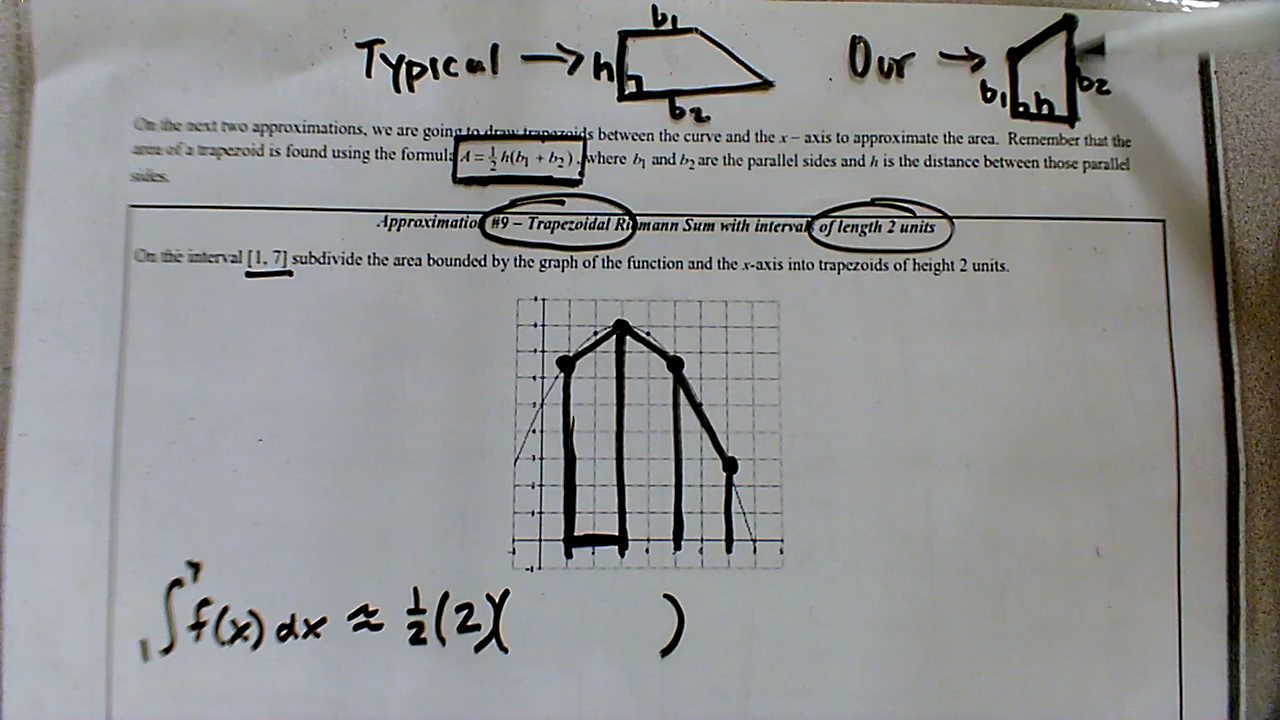 Typical → h b₁ b₂ Our → b₁ h b₂
On the next two approximations, we are going to draw trapezoids between the curve and the x – axis to approximate the area. Remember that the
area of a trapezoid is found using the formula A = ½h(b₁ + b₂), where b₁ and b₂ are the parallel sides and h is the distance between those parallel
sides.
Approximation #9 – Trapezoidal Riemann Sum with intervals of length 2 units
On the interval [1, 7] subdivide the area bounded by the graph of the function and the x-axis into trapezoids of height 2 units.
∫₁⁷ f(x) dx ≈ ½(2)( )